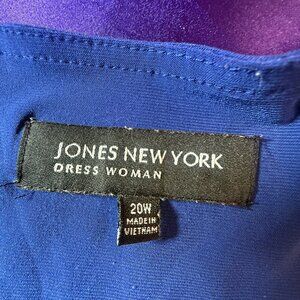 JONES NEW YORK
DRESS WOMAN
20W
MADE IN
VIETNAM